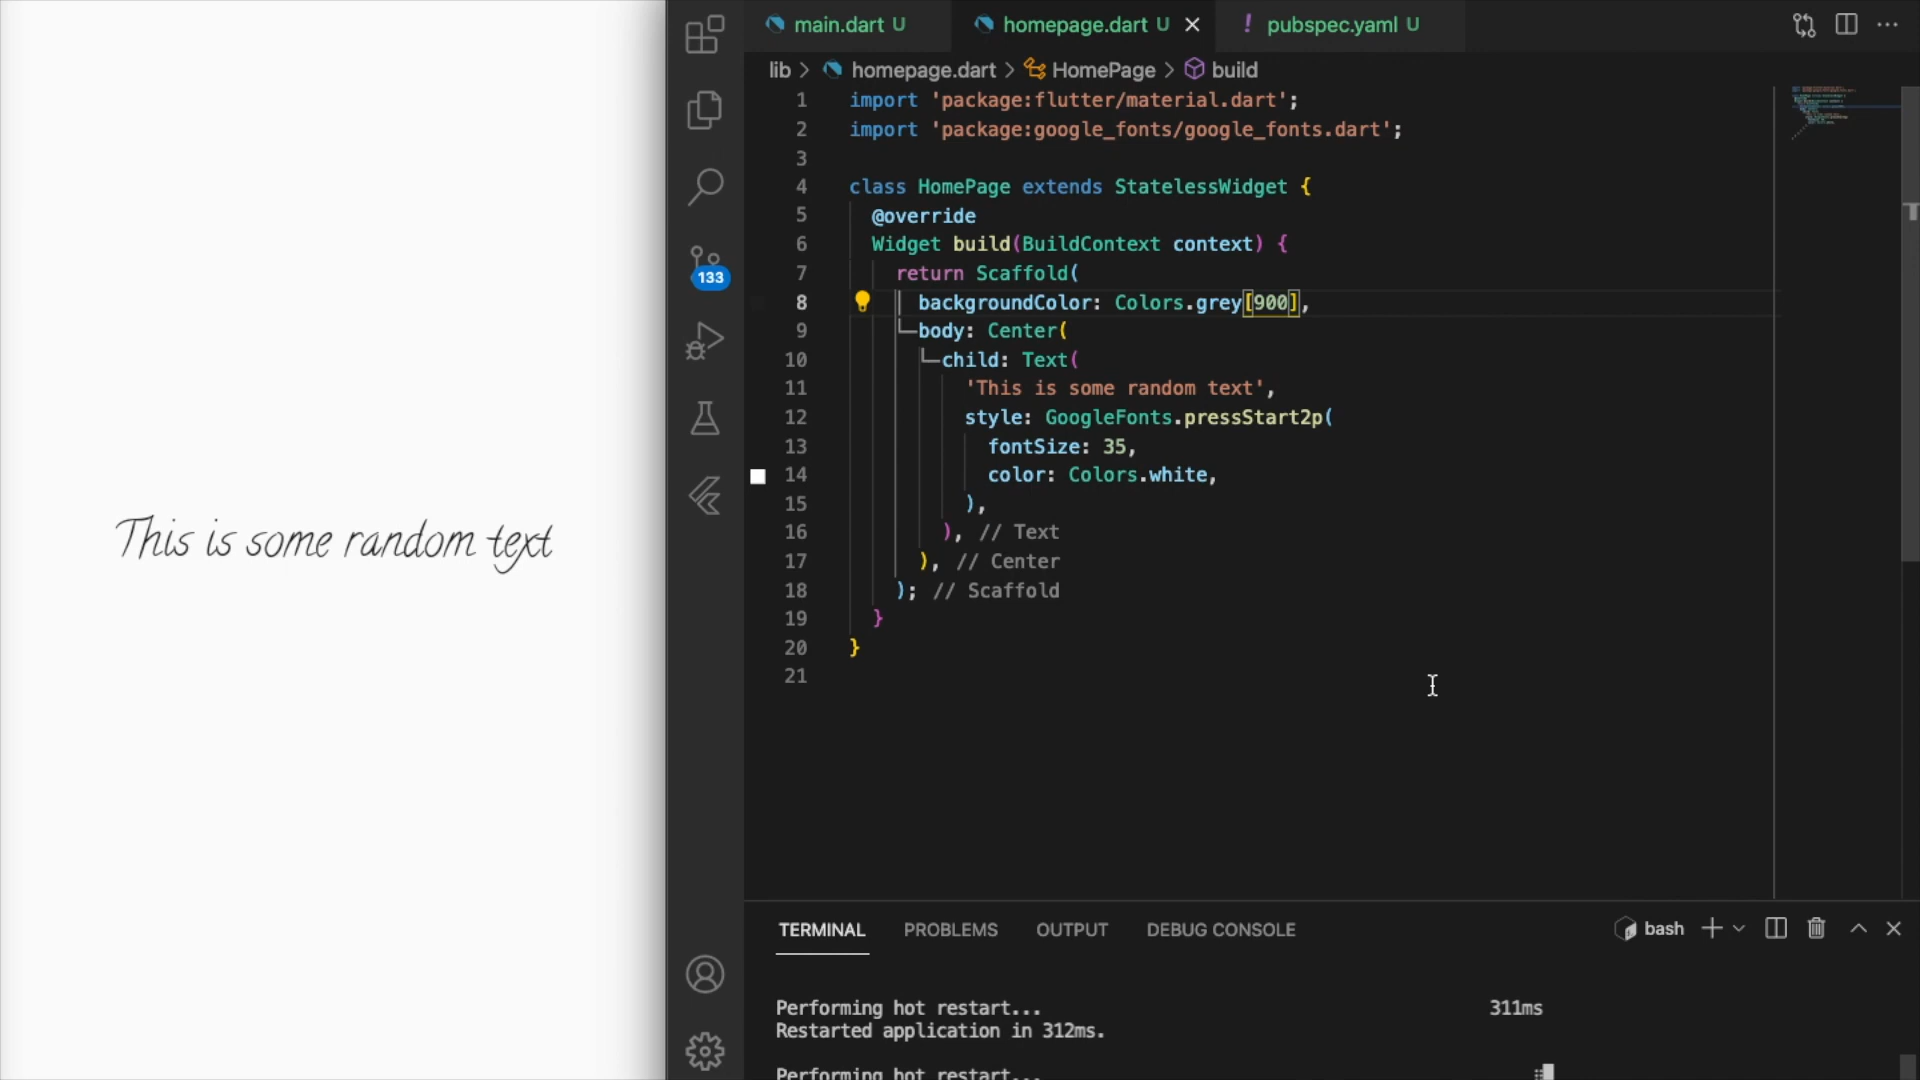 This is some random text
main.dart U
homepage.dart U
! pubspec.yaml U
lib > homepage.dart > HomePage > build
133
1 import 'package:flutter/material.dart';
2 import 'package:google_fonts/google_fonts.dart';
3
4 class HomePage extends StatelessWidget {
5 @override
6 Widget build(BuildContext context) {
7 return Scaffold(
8 backgroundColor: Colors.grey[900],
9 body: Center(
10 child: Text(
11 'This is some random text',
12 style: GoogleFonts.pressStart2p(
13 fontSize: 35,
14 color: Colors.white,
15 ),
16 ), // Text
17 ), // Center
18 ); // Scaffold
19 }
20 }
21
TERMINAL PROBLEMS OUTPUT DEBUG CONSOLE bash
Performing hot restart... 311ms
Restarted application in 312ms.
Performing hot restart...